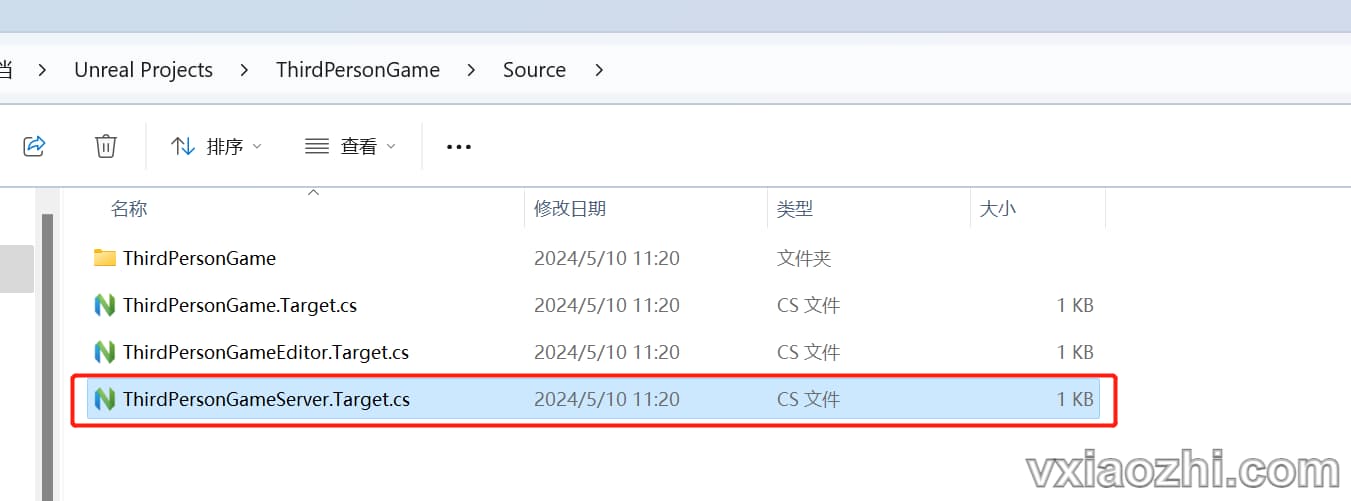 当 > Unreal Projects > ThirdPersonGame > Source >
排序 查看 ...
名称 修改日期 类型 大小
ThirdPersonGame 2024/5/10 11:20 文件夹
ThirdPersonGame.Target.cs 2024/5/10 11:20 CS 文件 1 KB
ThirdPersonGameEditor.Target.cs 2024/5/10 11:20 CS 文件 1 KB
ThirdPersonGameServer.Target.cs 2024/5/10 11:20 CS 文件 1 KB
vxiaozhi.com